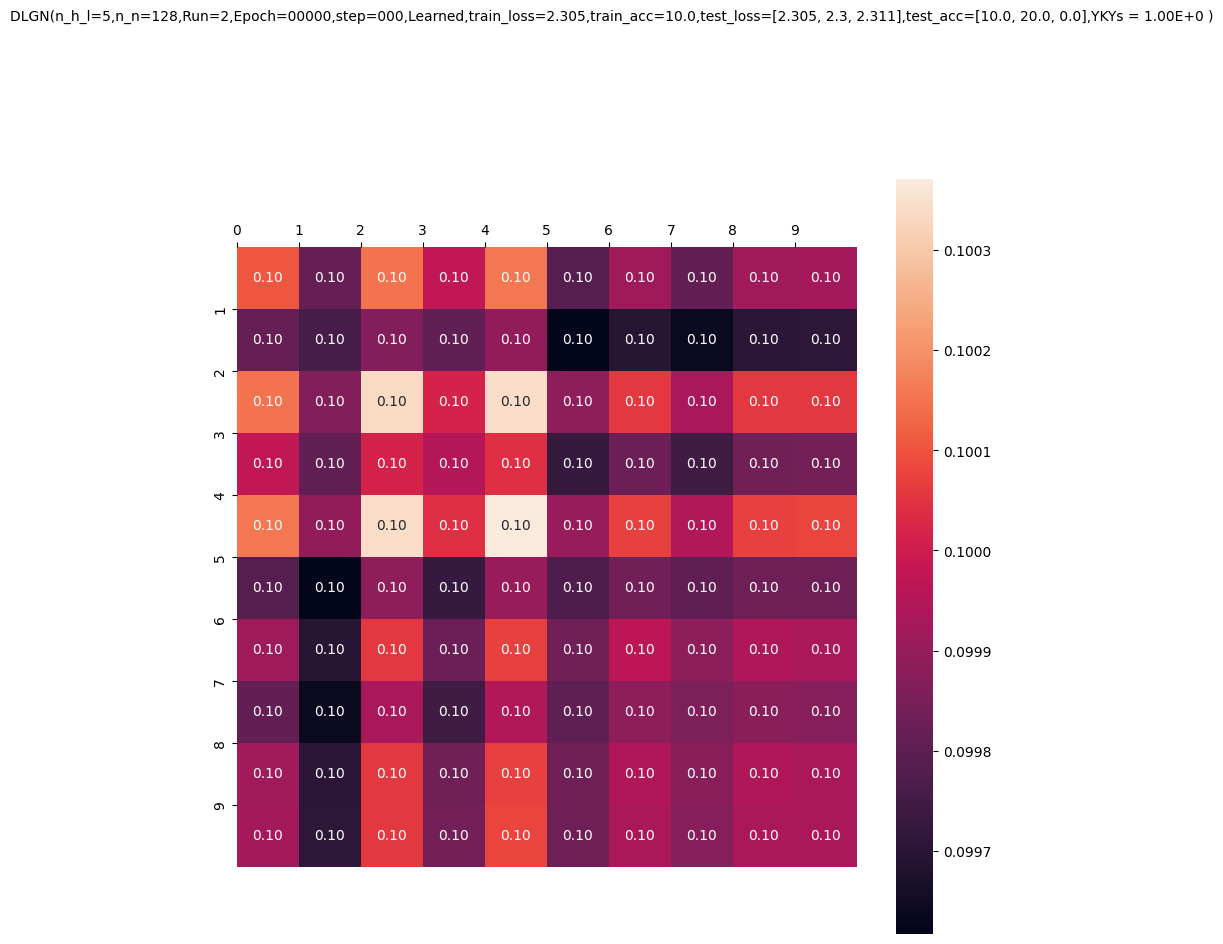 DLGN(n_h_l=5,n_n=128,Run=2,Epoch=00000,step=000,Learned,train_loss=2.305,train_acc=10.0,test_loss=[2.305, 2.3, 2.311],test_acc=[10.0, 20.0, 0.0],YKYs = 1.00E+0 )
0 1 2 3 4 5 6 7 8 9
0.10 0.10 0.10 0.10 0.10 0.10 0.10 0.10 0.10 0.10
1
0.10 0.10 0.10 0.10 0.10 0.10 0.10 0.10 0.10 0.10
2
0.10 0.10 0.10 0.10 0.10 0.10 0.10 0.10 0.10 0.10
3
0.10 0.10 0.10 0.10 0.10 0.10 0.10 0.10 0.10 0.10
4
0.10 0.10 0.10 0.10 0.10 0.10 0.10 0.10 0.10 0.10
5
0.10 0.10 0.10 0.10 0.10 0.10 0.10 0.10 0.10 0.10
6
0.10 0.10 0.10 0.10 0.10 0.10 0.10 0.10 0.10 0.10
7
0.10 0.10 0.10 0.10 0.10 0.10 0.10 0.10 0.10 0.10
8
0.10 0.10 0.10 0.10 0.10 0.10 0.10 0.10 0.10 0.10
9
0.10 0.10 0.10 0.10 0.10 0.10 0.10 0.10 0.10 0.10
0.1003
0.1002
0.1001
0.1000
0.0999
0.0998
0.0997